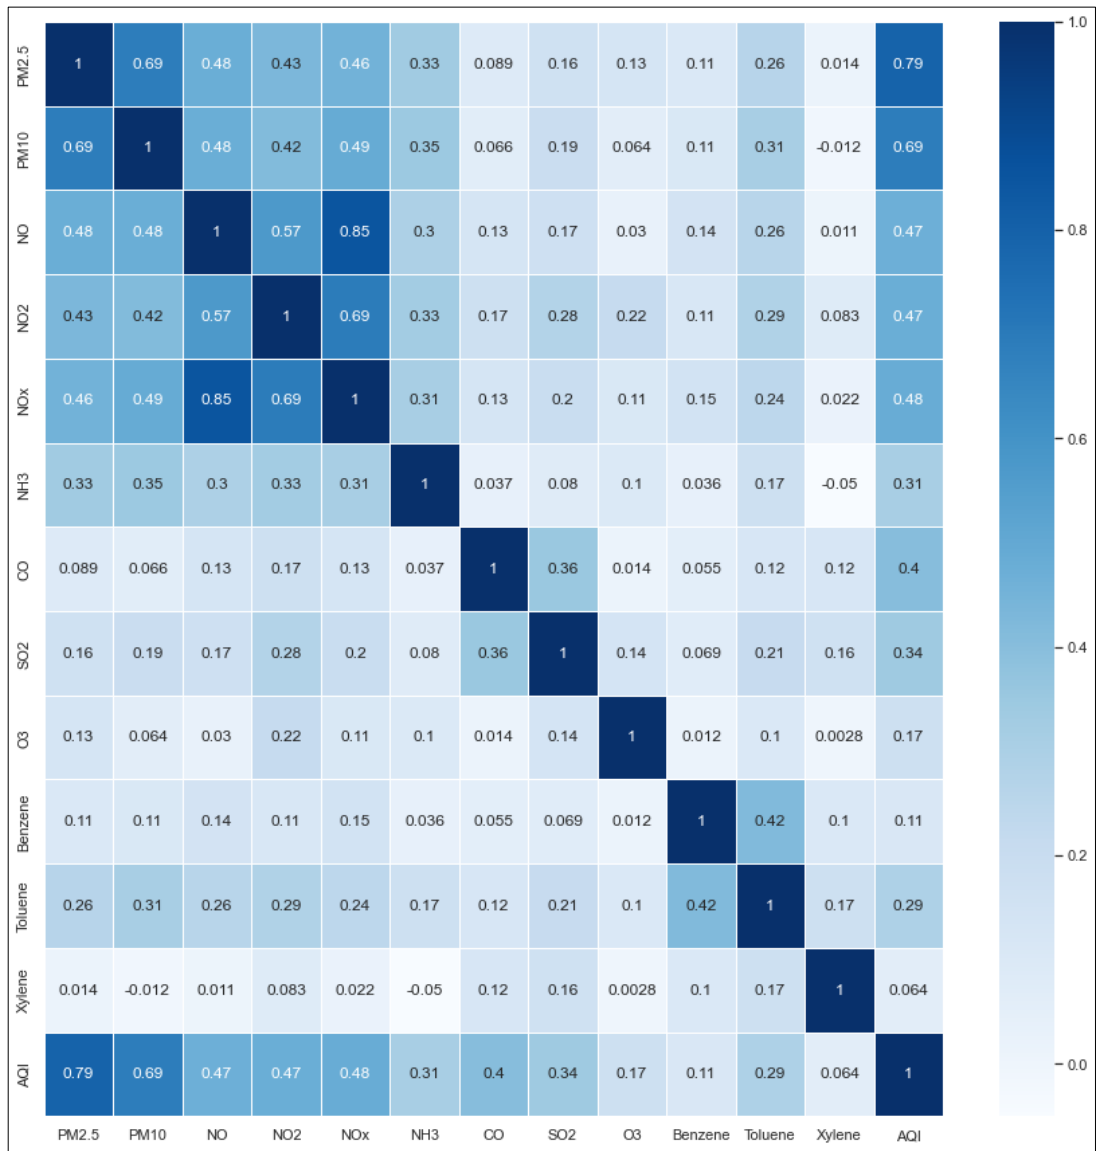 PM2.5 1 0.69 0.48 0.43 0.46 0.33 0.089 0.16 0.13 0.11 0.26 0.014 0.79
PM10 0.69 1 0.48 0.42 0.49 0.35 0.066 0.19 0.064 0.11 0.31 -0.012 0.69
NO 0.48 0.48 1 0.57 0.85 0.3 0.13 0.17 0.03 0.14 0.26 0.011 0.47
NO2 0.43 0.42 0.57 1 0.69 0.33 0.17 0.28 0.22 0.11 0.29 0.083 0.47
NOx 0.46 0.49 0.85 0.69 1 0.31 0.13 0.2 0.11 0.15 0.24 0.022 0.48
NH3 0.33 0.35 0.3 0.33 0.31 1 0.037 0.08 0.1 0.036 0.17 -0.05 0.31
CO 0.089 0.066 0.13 0.17 0.13 0.037 1 0.36 0.014 0.055 0.12 0.12 0.4
SO2 0.16 0.19 0.17 0.28 0.2 0.08 0.36 1 0.14 0.069 0.21 0.16 0.34
O3 0.13 0.064 0.03 0.22 0.11 0.1 0.014 0.14 1 0.012 0.1 0.0028 0.17
Benzene 0.11 0.11 0.14 0.11 0.15 0.036 0.055 0.069 0.012 1 0.42 0.1 0.11
Toluene 0.26 0.31 0.26 0.29 0.24 0.17 0.12 0.21 0.1 0.42 1 0.17 0.29
Xylene 0.014 -0.012 0.011 0.083 0.022 -0.05 0.12 0.16 0.0028 0.1 0.17 1 0.064
AQI 0.79 0.69 0.47 0.47 0.48 0.31 0.4 0.34 0.17 0.11 0.29 0.064 1
PM2.5 PM10 NO NO2 NOx NH3 CO SO2 O3 Benzene Toluene Xylene AQI
1.0
0.8
0.6
0.4
0.2
0.0